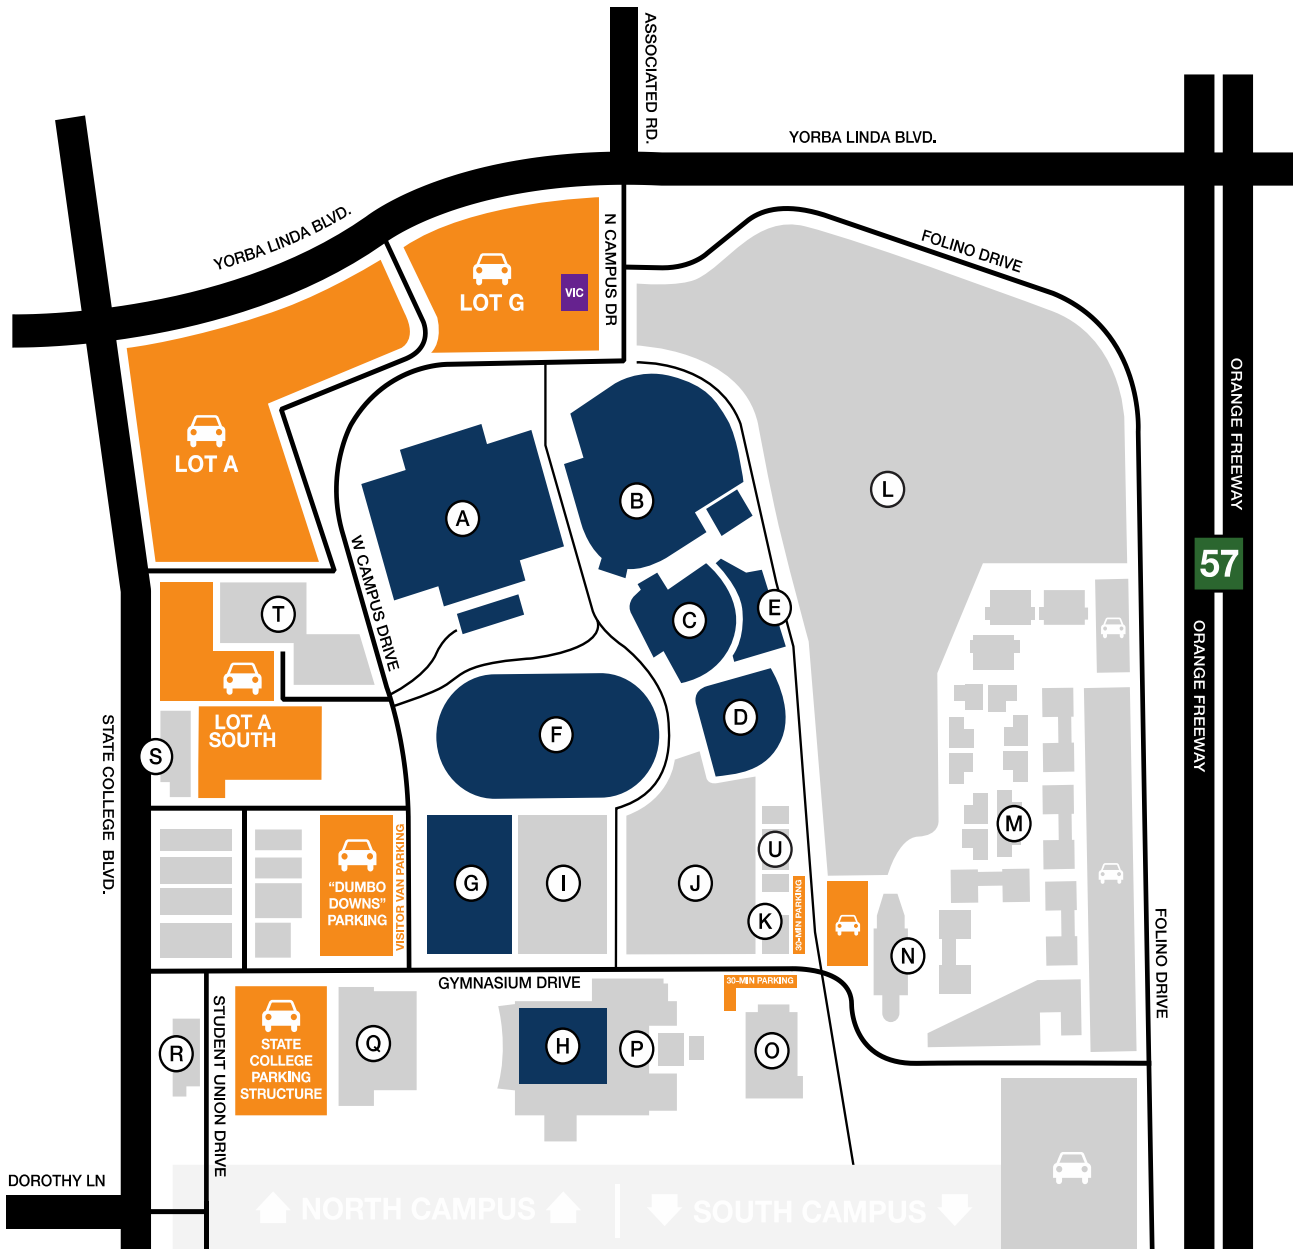 ASSOCIATED RD.
YORBA LINDA BLVD.
YORBA LINDA BLVD.
FOLINO DRIVE
N CAMPUS DR
LOT G
VIC
ORANGE FREEWAY
LOT A
A
B
L
W CAMPUS DRIVE
57
T
C
E
ORANGE FREEWAY
STATE COLLEGE BLVD.
LOT A
SOUTH
S
F
D
M
"DUMBO
DOWNS"
PARKING
VISITOR VAN PARKING
G
I
J
U
K
30-MIN PARKING
N
FOLINO DRIVE
GYMNASIUM DRIVE
30-MIN PARKING
STUDENT UNION DRIVE
R
STATE
COLLEGE
PARKING
STRUCTURE
Q
H
P
O
DOROTHY LN
NORTH CAMPUS
SOUTH CAMPUS